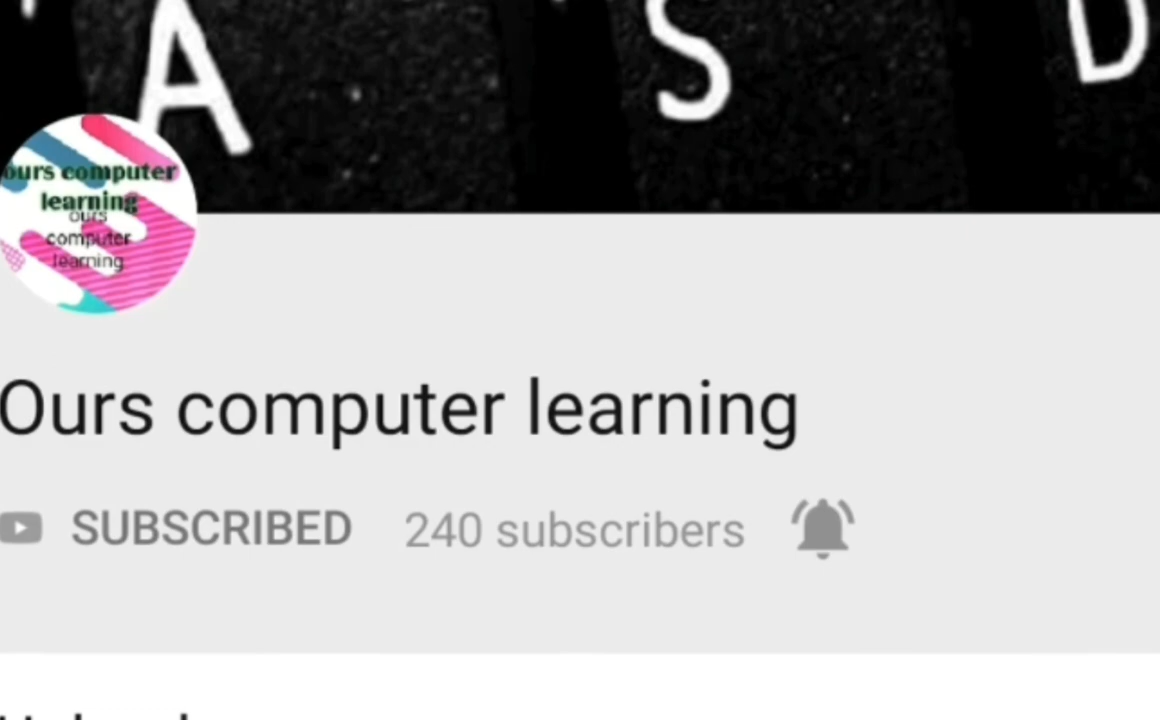 A S D
ours computer
learning
ours
computer
learning
Ours computer learning
SUBSCRIBED 240 subscribers